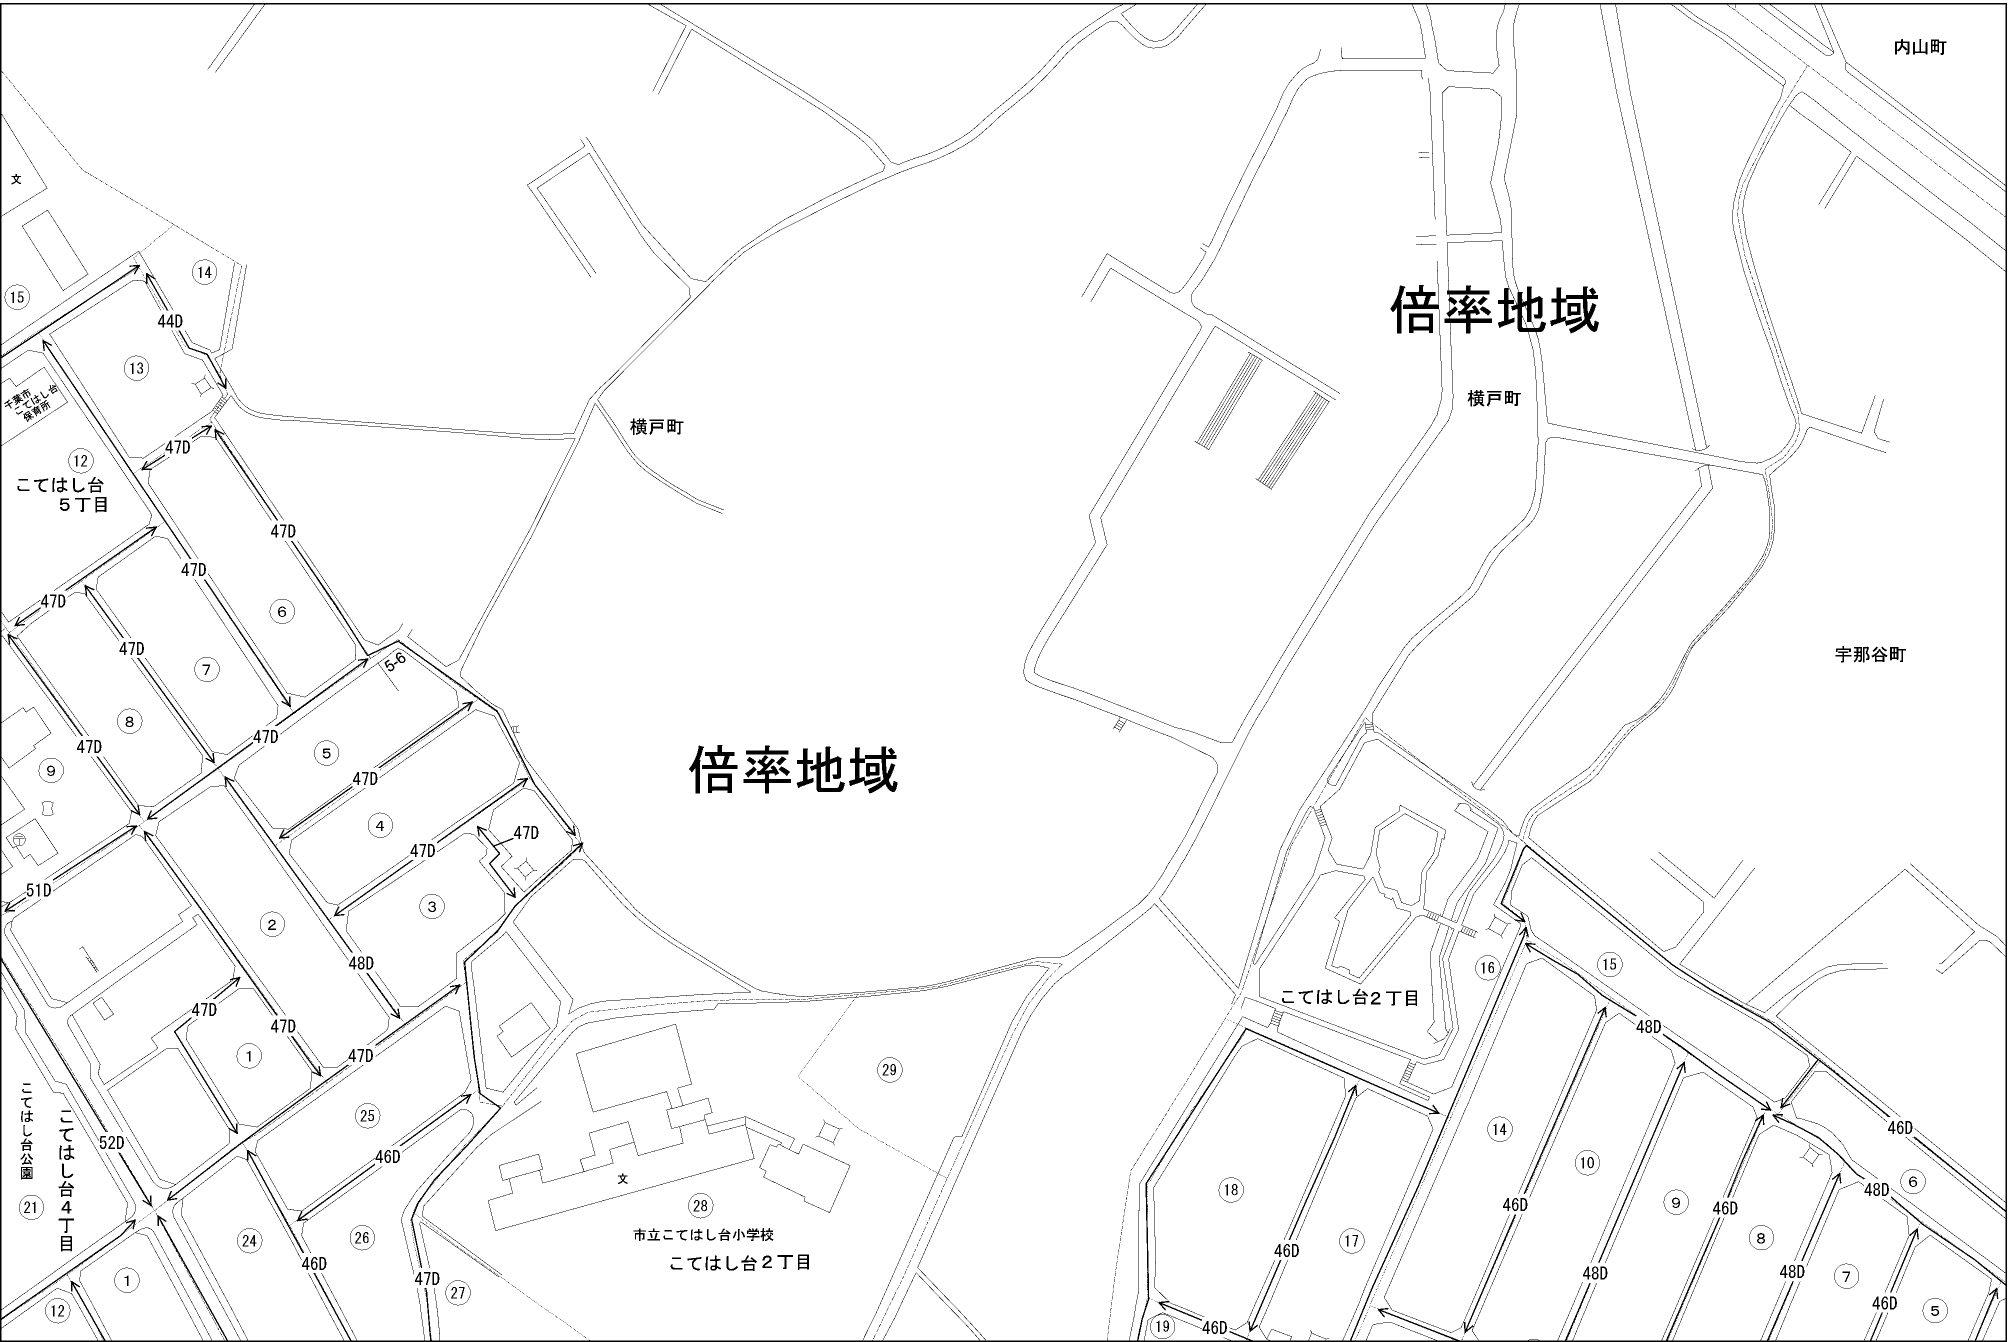 内山町
文
14
15
44D
倍率地域
13
千葉市
こてはし台
保育所
横戸町
横戸町
47D
12
こてはし台
5丁目
47D
47D
47D
6
47D
7
5-6
宇那谷町
8
47D
9
47D
5
倍率地域
47D
4
47D
47D
51D
3
2
48D
16
15
こてはし台2丁目
47D
47D
48D
1
47D
29
25
こてはし台公園
こてはし台4丁目
52D
46D
46D
14
10
文
18
6
48D
21
28
9
46D
46D
市立こてはし台小学校
こてはし台2丁目
24
26
17
8
46D
46D
47D
27
48D
48D
7
1
12
46D
5
19
46D